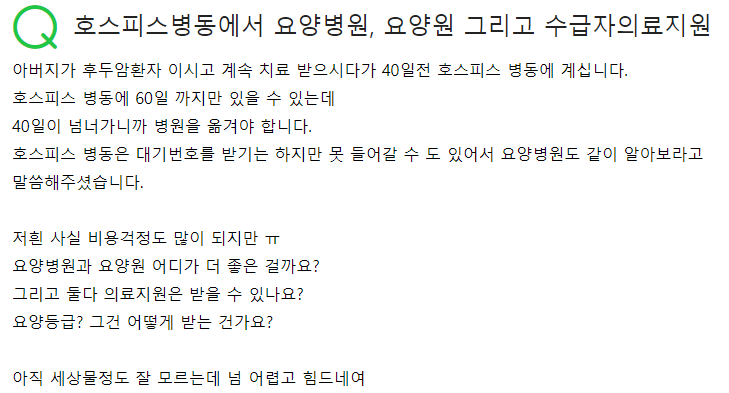 호스피스병동에서 요양병원, 요양원 그리고 수급자의료지원
아버지가 후두암환자 이시고 계속 치료 받으시다가 40일전 호스피스 병동에 계십니다.
호스피스 병동에 60일 까지만 있을 수 있는데
40일이 넘너가니까 병원을 옮겨야 합니다.
호스피스 병동은 대기번호를 받기는 하지만 못 들어갈 수 도 있어서 요양병원도 같이 알아보라고
말씀해주셨습니다.
저흰 사실 비용걱정도 많이 되지만 ㅠ
요양병원과 요양원 어디가 더 좋은 걸까요?
그리고 둘다 의료지원은 받을 수 있나요?
요양등급? 그건 어떻게 받는 건가요?
아직 세상물정도 잘 모르는데 넘 어렵고 힘드네여